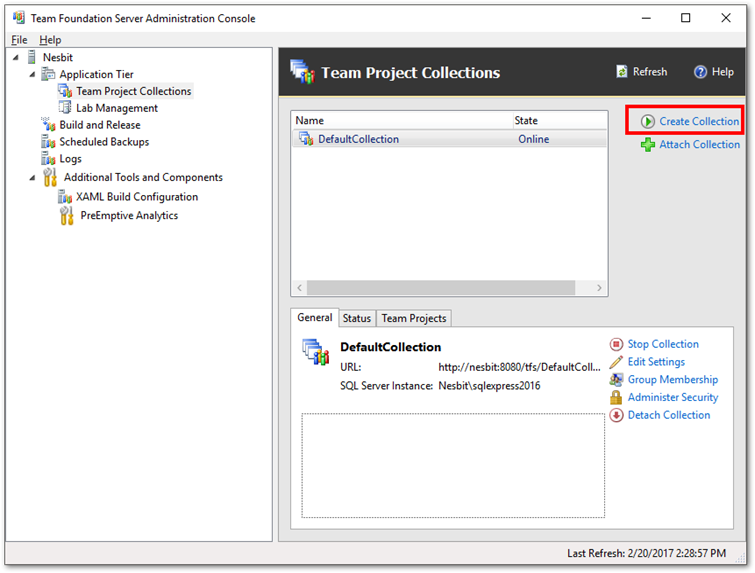 Team Foundation Server Administration Console
File Help
Nesbit
Application Tier
Team Project Collections
Lab Management
Build and Release
Scheduled Backups
Logs
Additional Tools and Components
XAML Build Configuration
PreEmptive Analytics
Team Project Collections
Refresh
Help
Name State
DefaultCollection Online
Create Collection
Attach Collection
General Status Team Projects
DefaultCollection
URL: http://nesbit:8080/tfs/DefaultColl...
SQL Server Instance: Nesbit\sqlexpress2016
Stop Collection
Edit Settings
Group Membership
Administer Security
Detach Collection
Last Refresh: 2/20/2017 2:28:57 PM